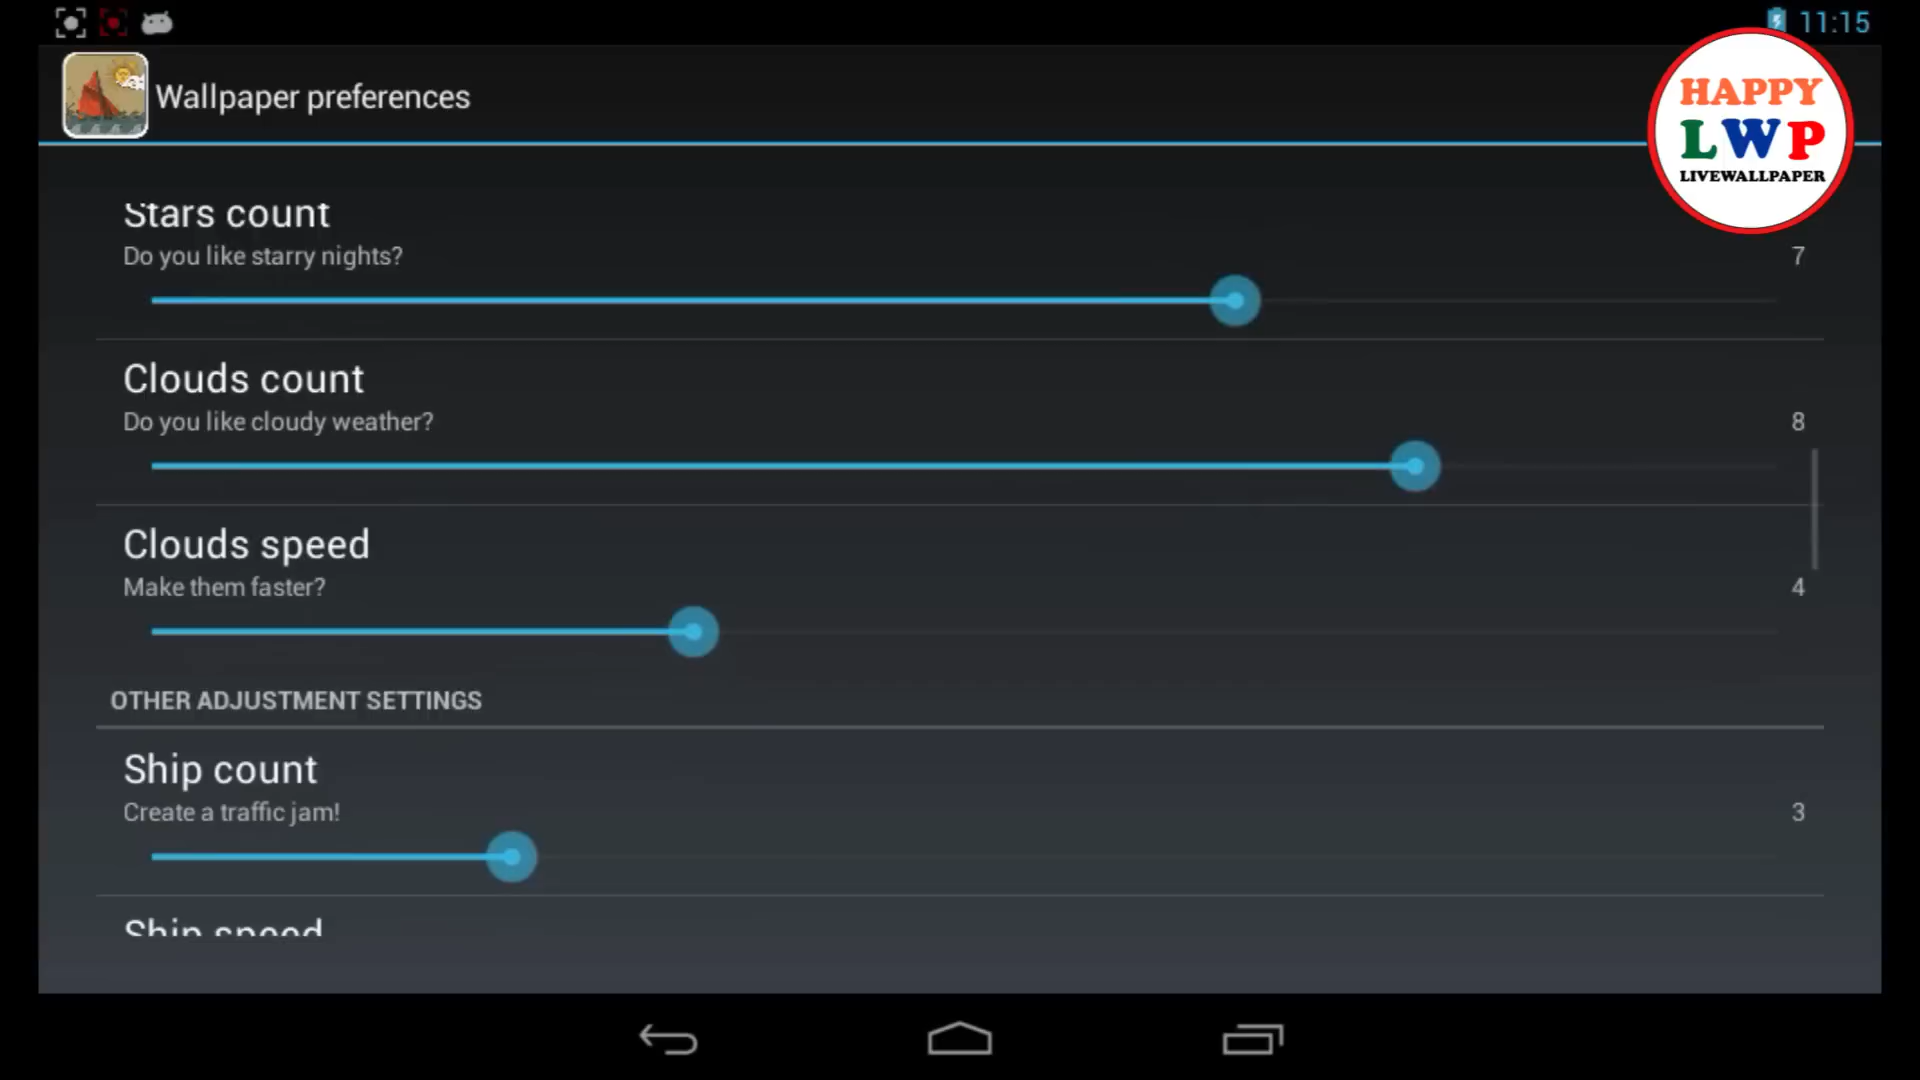 11:15
Wallpaper preferences
HAPPY
LWP
LIVEWALLPAPER
Stars count
Do you like starry nights?
7
Clouds count
Do you like cloudy weather?
8
Clouds speed
Make them faster?
4
OTHER ADJUSTMENT SETTINGS
Ship count
Create a traffic jam!
3
Ship speed